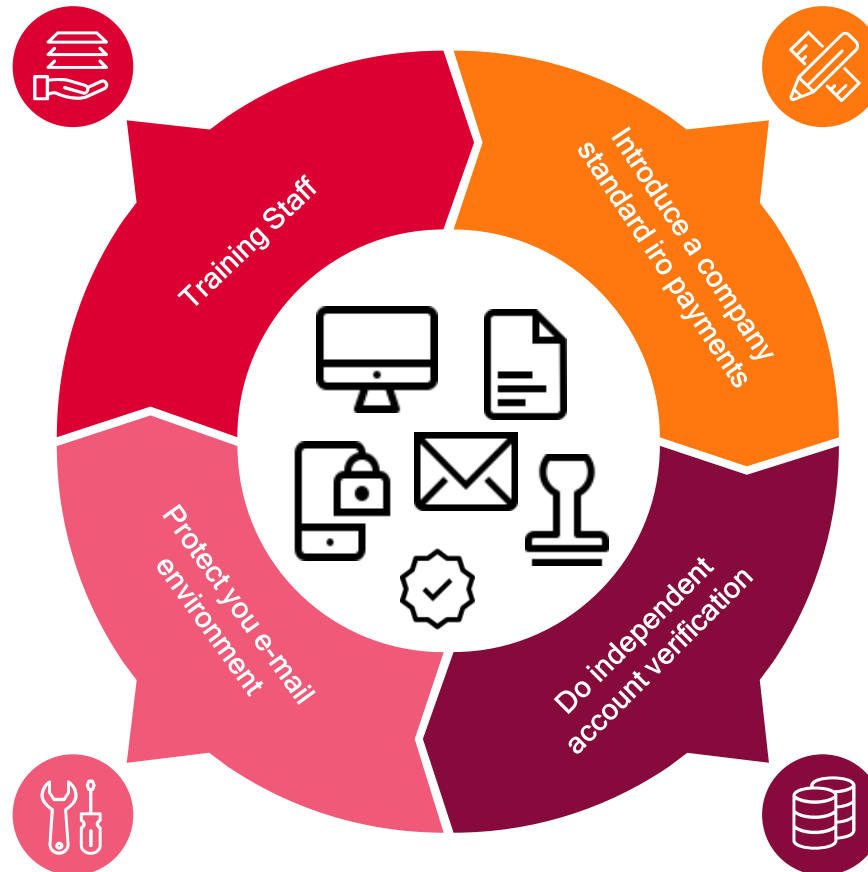 Training Staff
Introduce a company
standard iro payments
Do independent
account verification
Protect you e-mail
environment